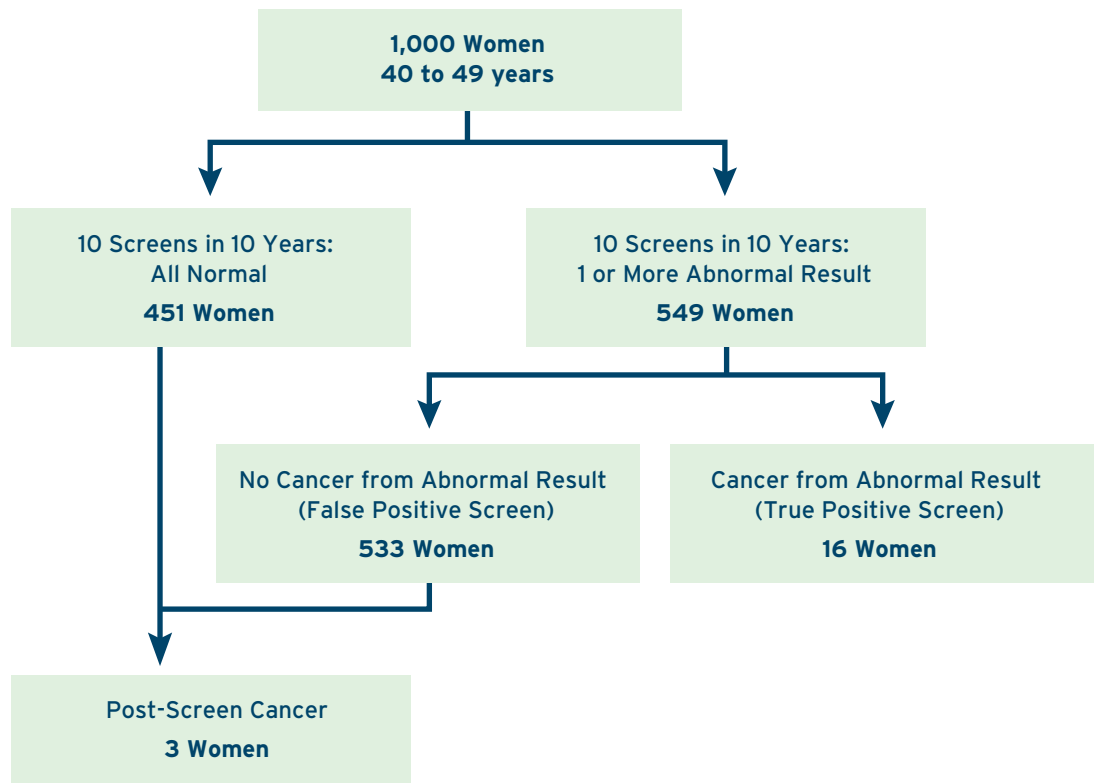 1,000 Women
40 to 49 years
10 Screens in 10 Years:
All Normal
451 Women
10 Screens in 10 Years:
1 or More Abnormal Result
549 Women
No Cancer from Abnormal Result
(False Positive Screen)
533 Women
Cancer from Abnormal Result
(True Positive Screen)
16 Women
Post-Screen Cancer
3 Women